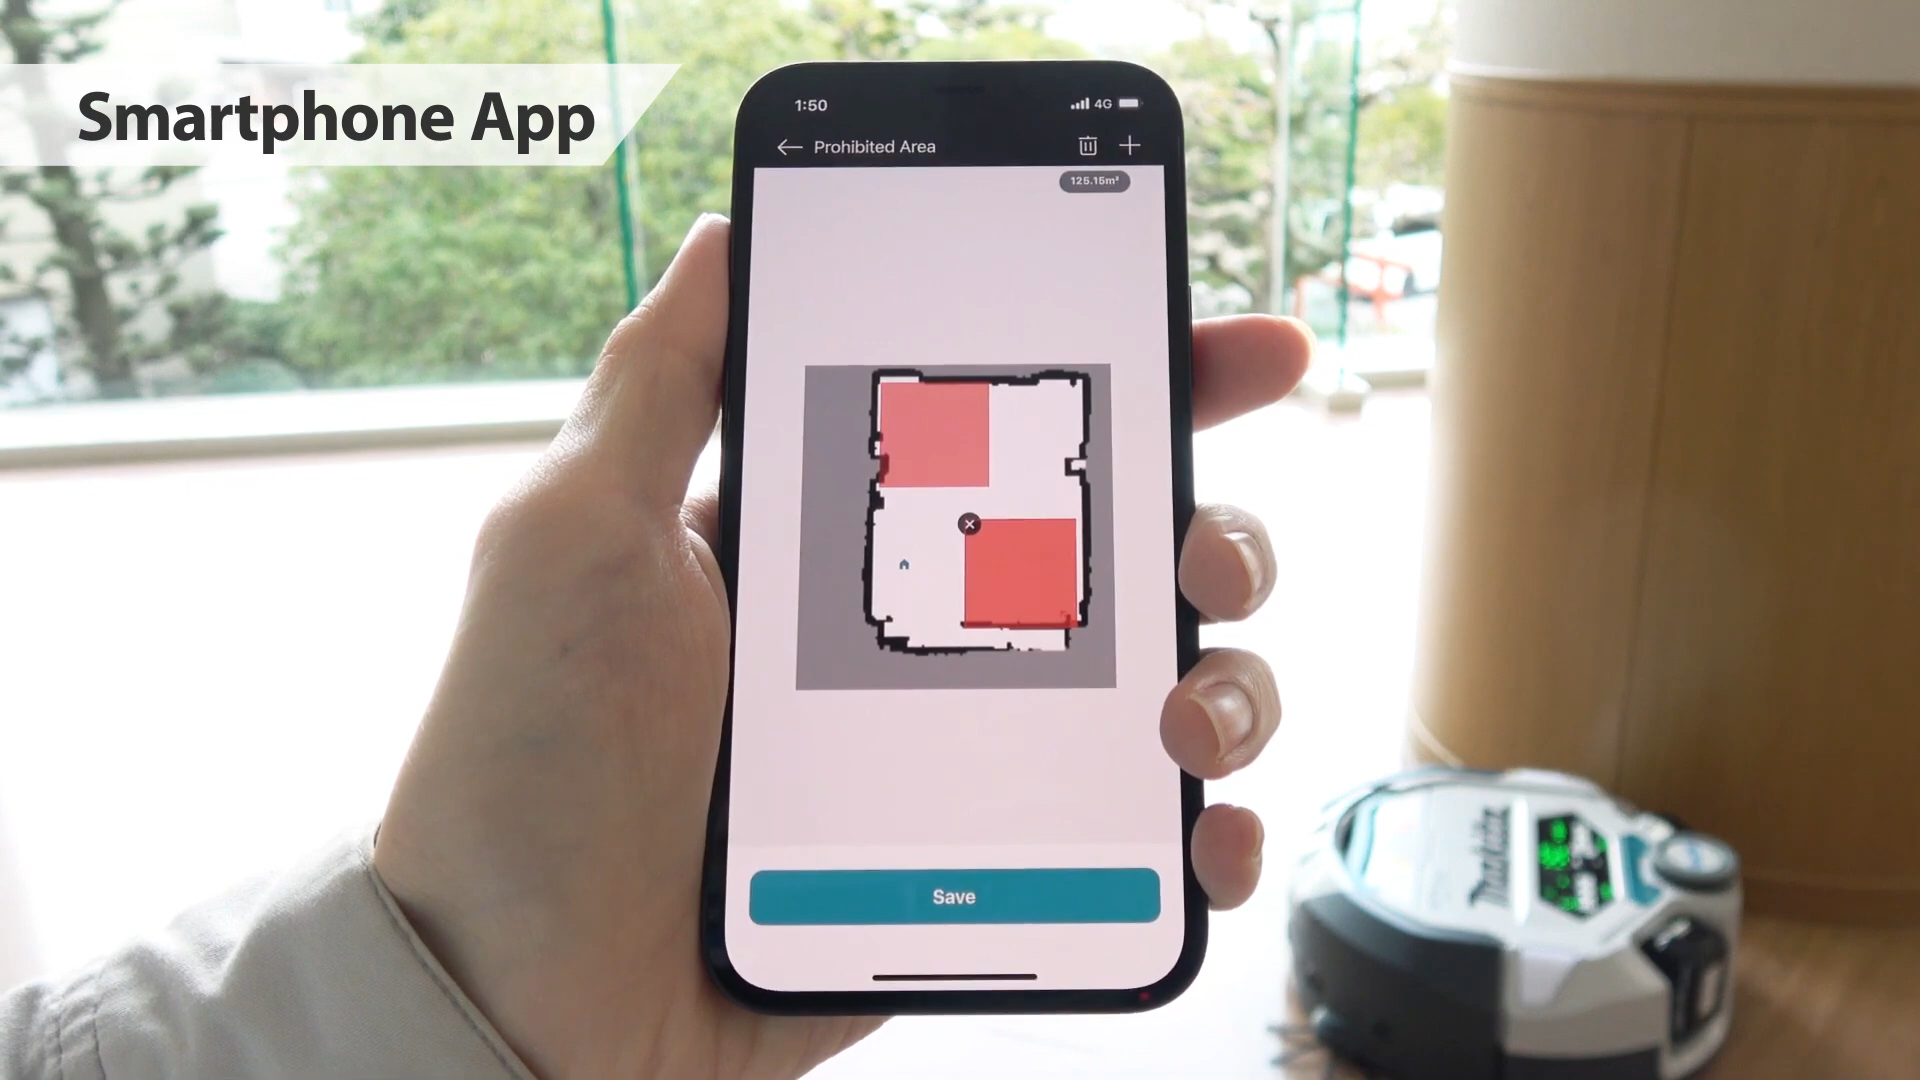 Smartphone App
1:50
4G
Prohibited Area
125.15m²
Save
makita